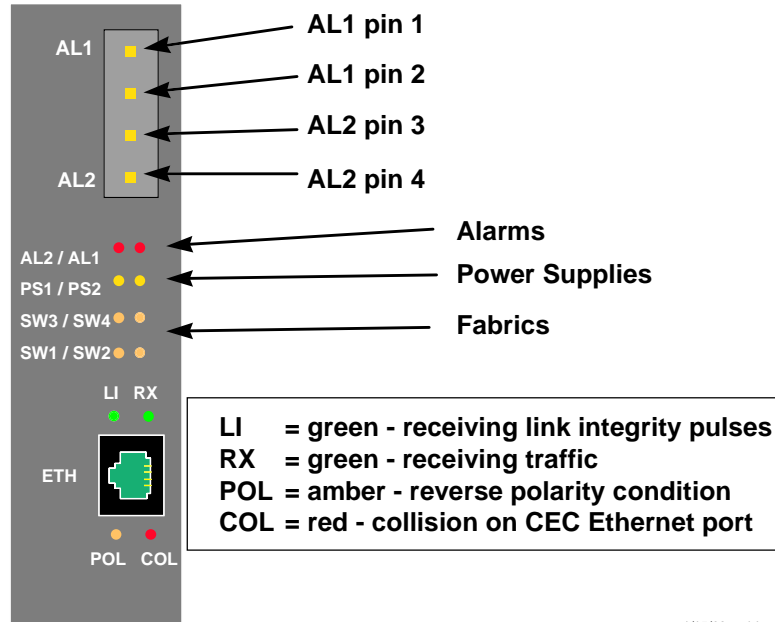 AL1
AL1 pin 1
AL1 pin 2
AL2 pin 3
AL2
AL2 pin 4
Alarms
AL2 / AL1
Power Supplies
PS1 / PS2
SW3 / SW4
Fabrics
SW1 / SW2
LI RX
ETH
POL COL
LI = green - receiving link integrity pulses
RX = green - receiving traffic
POL = amber - reverse polarity condition
COL = red - collision on CEC Ethernet port